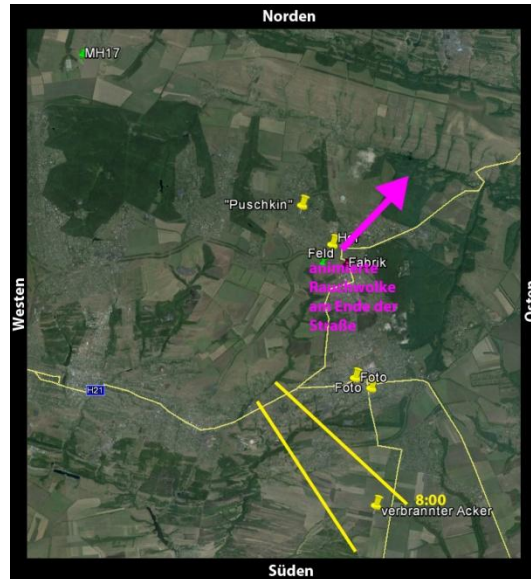 Norden
MH17
"Puschkin"
Hof
Feld
Fabrik
animierte
Rauchwolke
am Ende der
Straße
Westen
Osten
Foto
Foto
H21
8:00
verbrannter Acker
Süden